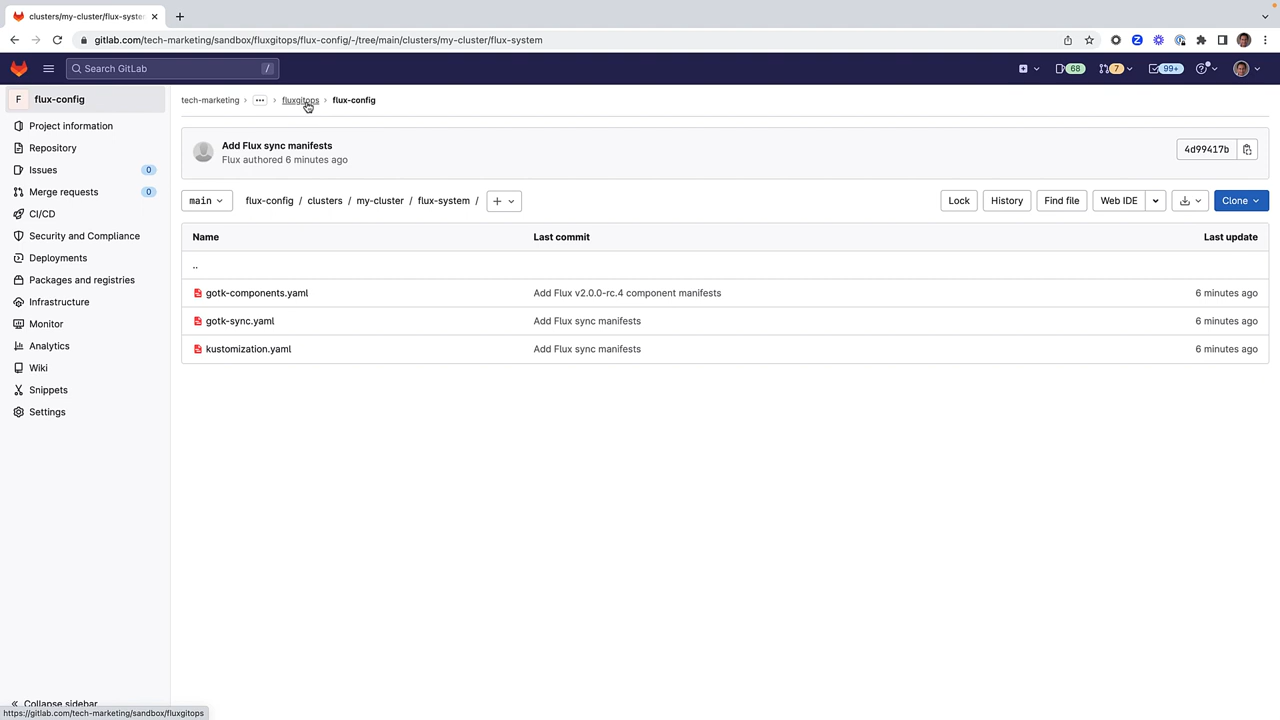 clusters/my-cluster/flux-syste
gitlab.com/tech-marketing/sandbox/fluxgitops/flux-config/-/tree/main/clusters/my-cluster/flux-system
Search GitLab /
68 7 99+
F flux-config
tech-marketing › ••• › fluxgitops › flux-config
Project information
Repository
Issues 0
Merge requests 0
CI/CD
Security and Compliance
Deployments
Packages and registries
Infrastructure
Monitor
Analytics
Wiki
Snippets
Settings
Collapse sidebar
Add Flux sync manifests
Flux authored 6 minutes ago
4d99417b
main flux-config / clusters / my-cluster / flux-system / +
Lock History Find file Web IDE Clone
Name Last commit Last update
..
gotk-components.yaml Add Flux v2.0.0-rc.4 component manifests 6 minutes ago
gotk-sync.yaml Add Flux sync manifests 6 minutes ago
kustomization.yaml Add Flux sync manifests 6 minutes ago
https://gitlab.com/tech-marketing/sandbox/fluxgitops